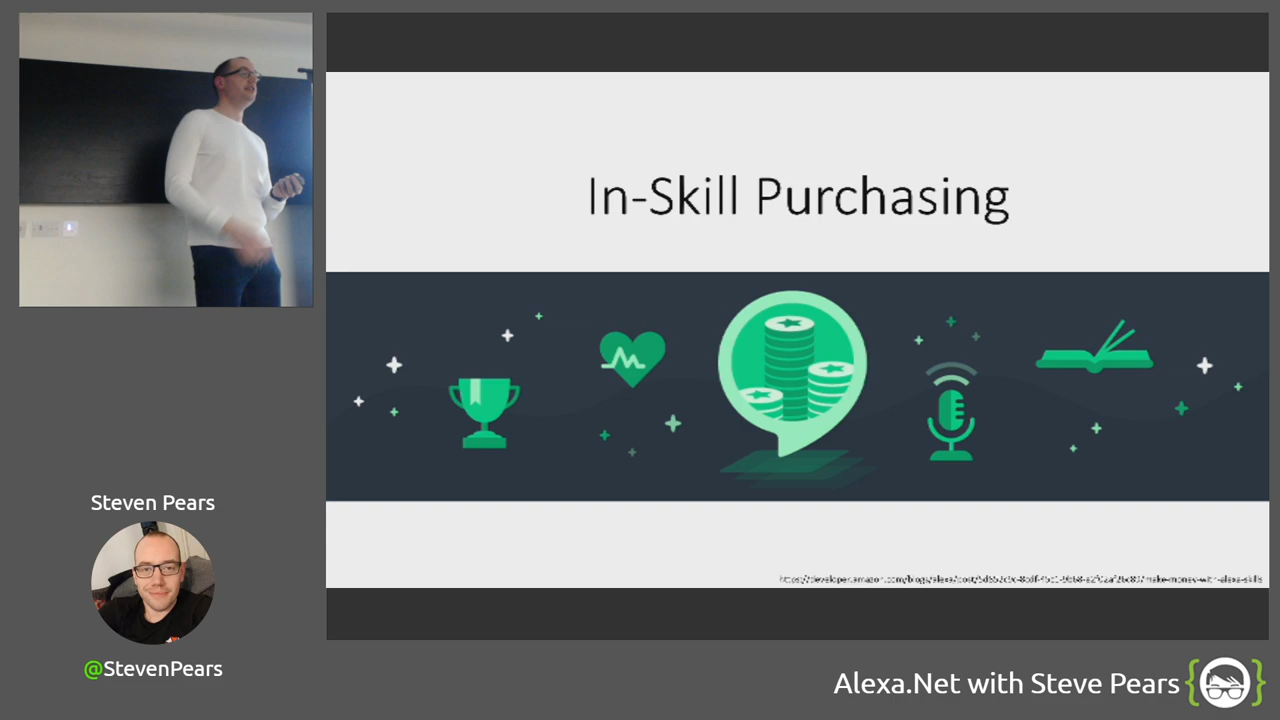 In-Skill Purchasing
Steven Pears
@StevenPears
Alexa.Net with Steve Pears